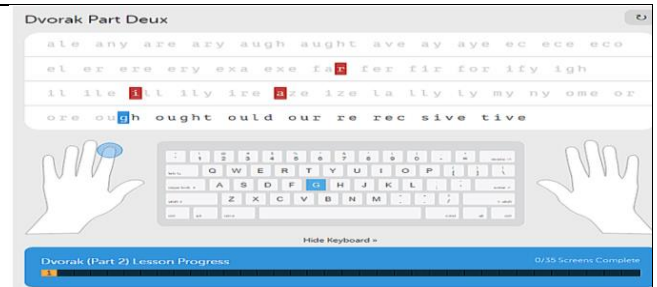 Dvorak Part Deux
ale any are ary augh aught ave ay aye ec ece eco
el er ere ery exa exe far fer fir for ify igh
il ile ill ily ire aze ize la lly ly my ny ome or
ore ough ought ould our re rec sive tive
Q W E R T Y U I O P
A S D F G H J K L
Z X C V B N M
Hide Keyboard »
Dvorak (Part 2) Lesson Progress
0/35 Screens Complete
1